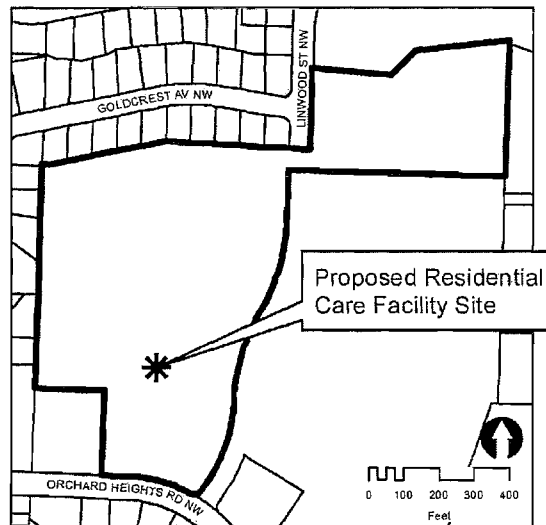 LINWOOD ST NW
GOLDCREST AV NW
Proposed Residential
Care Facility Site
ORCHARD HEIGHTS RD NW
0 100 200 300 400
Feet